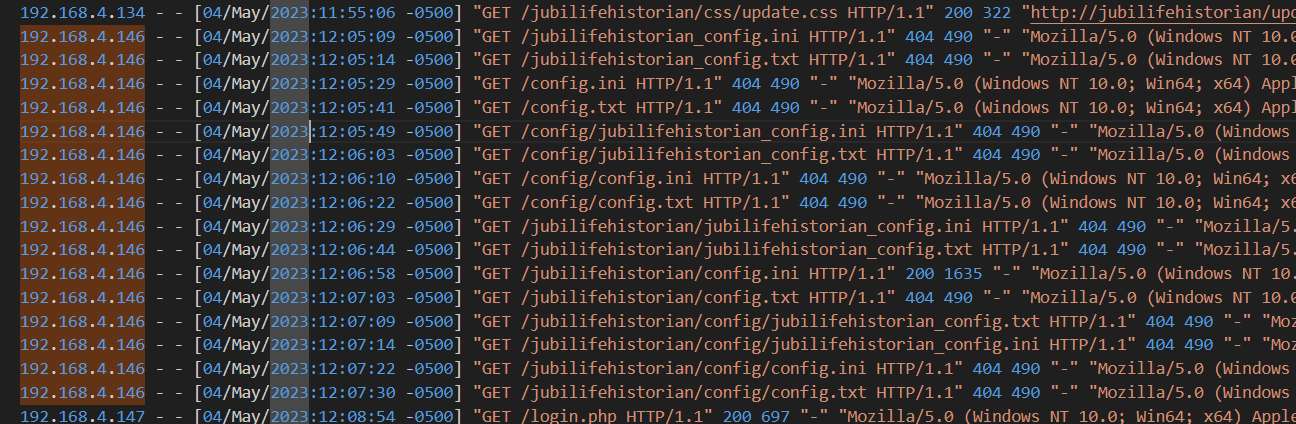 192.168.4.134 - - [04/May/2023:11:55:06 -0500] "GET /jubilifehistorian/css/update.css HTTP/1.1" 200 322 "http://jubilifehistorian/upd
192.168.4.146 - - [04/May/2023:12:05:09 -0500] "GET /jubilifehistorian_config.ini HTTP/1.1" 404 490 "-" "Mozilla/5.0 (Windows NT 10.0
192.168.4.146 - - [04/May/2023:12:05:14 -0500] "GET /jubilifehistorian_config.txt HTTP/1.1" 404 490 "-" "Mozilla/5.0 (Windows NT 10.0
192.168.4.146 - - [04/May/2023:12:05:29 -0500] "GET /config.ini HTTP/1.1" 404 490 "-" "Mozilla/5.0 (Windows NT 10.0; Win64; x64) Appl
192.168.4.146 - - [04/May/2023:12:05:41 -0500] "GET /config.txt HTTP/1.1" 404 490 "-" "Mozilla/5.0 (Windows NT 10.0; Win64; x64) Appl
192.168.4.146 - - [04/May/2023:12:05:49 -0500] "GET /config/jubilifehistorian_config.ini HTTP/1.1" 404 490 "-" "Mozilla/5.0 (Windows
192.168.4.146 - - [04/May/2023:12:06:03 -0500] "GET /config/jubilifehistorian_config.txt HTTP/1.1" 404 490 "-" "Mozilla/5.0 (Windows
192.168.4.146 - - [04/May/2023:12:06:10 -0500] "GET /config/config.ini HTTP/1.1" 404 490 "-" "Mozilla/5.0 (Windows NT 10.0; Win64; x6
192.168.4.146 - - [04/May/2023:12:06:22 -0500] "GET /config/config.txt HTTP/1.1" 404 490 "-" "Mozilla/5.0 (Windows NT 10.0; Win64; x6
192.168.4.146 - - [04/May/2023:12:06:29 -0500] "GET /jubilifehistorian/jubilifehistorian_config.ini HTTP/1.1" 404 490 "-" "Mozilla/5.
192.168.4.146 - - [04/May/2023:12:06:44 -0500] "GET /jubilifehistorian/jubilifehistorian_config.txt HTTP/1.1" 404 490 "-" "Mozilla/5.
192.168.4.146 - - [04/May/2023:12:06:58 -0500] "GET /jubilifehistorian/config.ini HTTP/1.1" 200 1635 "-" "Mozilla/5.0 (Windows NT 10.
192.168.4.146 - - [04/May/2023:12:07:03 -0500] "GET /jubilifehistorian/config.txt HTTP/1.1" 404 490 "-" "Mozilla/5.0 (Windows NT 10.0
192.168.4.146 - - [04/May/2023:12:07:09 -0500] "GET /jubilifehistorian/config/jubilifehistorian_config.txt HTTP/1.1" 404 490 "-" "Moz
192.168.4.146 - - [04/May/2023:12:07:14 -0500] "GET /jubilifehistorian/config/jubilifehistorian_config.ini HTTP/1.1" 404 490 "-" "Moz
192.168.4.146 - - [04/May/2023:12:07:22 -0500] "GET /jubilifehistorian/config/config.ini HTTP/1.1" 404 490 "-" "Mozilla/5.0 (Windows
192.168.4.146 - - [04/May/2023:12:07:30 -0500] "GET /jubilifehistorian/config/config.txt HTTP/1.1" 404 490 "-" "Mozilla/5.0 (Windows
192.168.4.147 - - [04/May/2023:12:08:54 -0500] "GET /login.php HTTP/1.1" 200 697 "-" "Mozilla/5.0 (Windows NT 10.0; Win64; x64) Apple